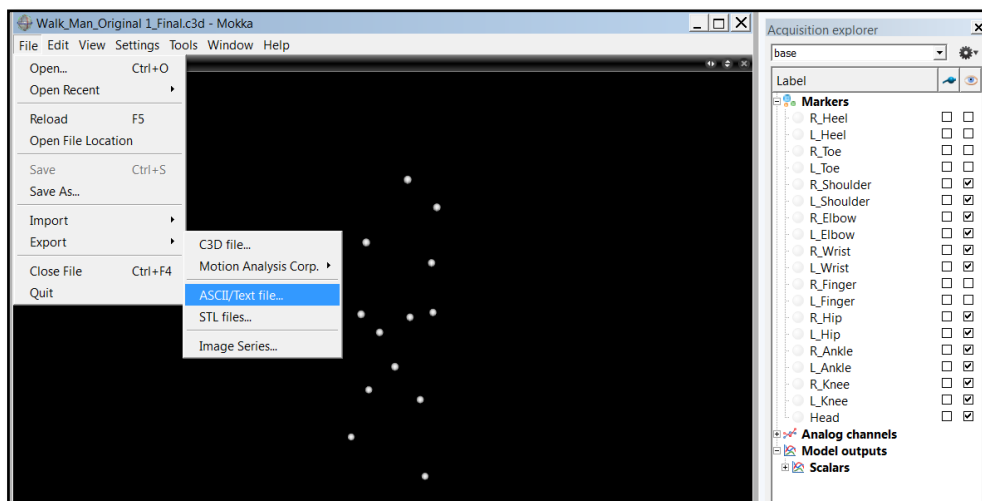 Walk_Man_Original 1_Final.c3d - Mokka
File Edit View Settings Tools Window Help
Open... Ctrl+O
Open Recent
Reload F5
Open File Location
Save Ctrl+S
Save As...
Import
Export
Close File Ctrl+F4
Quit
C3D file...
Motion Analysis Corp.
ASCII/Text file...
STL files...
Image Series...
Acquisition explorer
base
Label
Markers
R_Heel
L_Heel
R_Toe
L_Toe
R_Shoulder
L_Shoulder
R_Elbow
L_Elbow
R_Wrist
L_Wrist
R_Finger
L_Finger
R_Hip
L_Hip
R_Ankle
L_Ankle
R_Knee
L_Knee
Head
Analog channels
Model outputs
Scalars